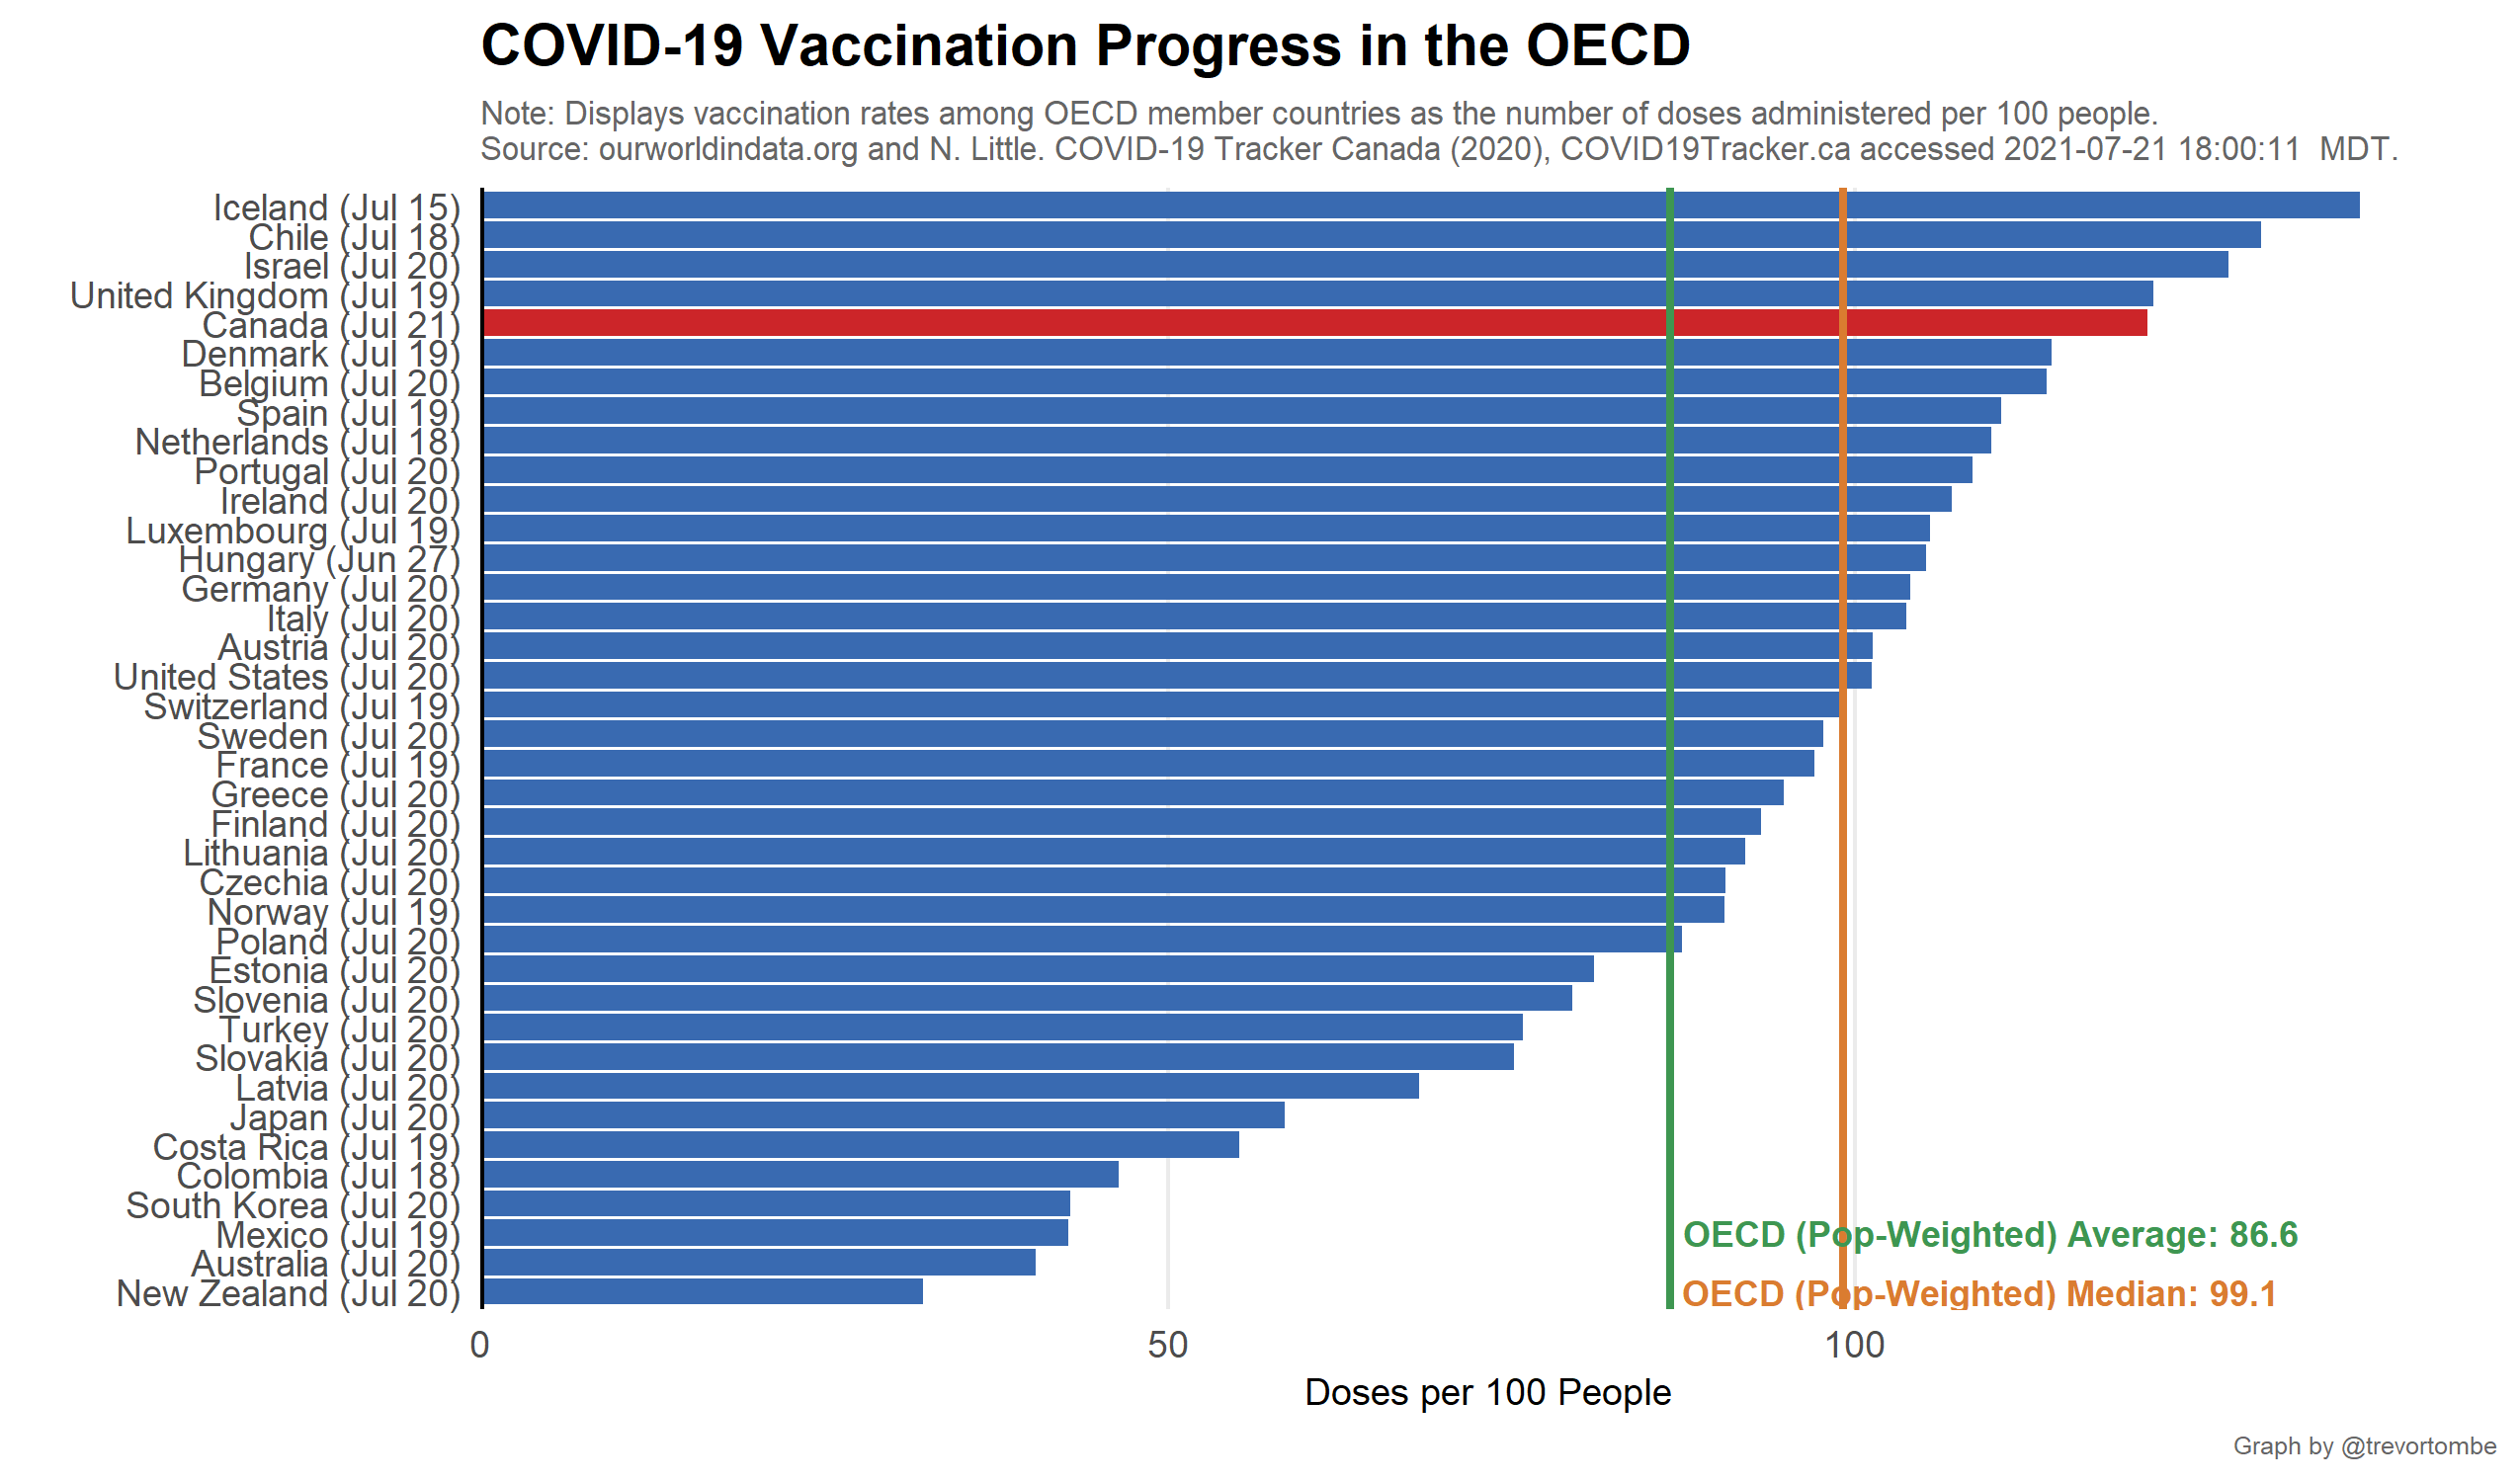 COVID-19 Vaccination Progress in the OECD
Note: Displays vaccination rates among OECD member countries as the number of doses administered per 100 people.
Source: ourworldindata.org and N. Little. COVID-19 Tracker Canada (2020), COVID19Tracker.ca accessed 2021-07-21 18:00:11 MDT.
Iceland (Jul 15)
Chile (Jul 18)
Israel (Jul 20)
United Kingdom (Jul 19)
Canada (Jul 21)
Denmark (Jul 19)
Belgium (Jul 20)
Spain (Jul 19)
Netherlands (Jul 18)
Portugal (Jul 20)
Ireland (Jul 20)
Luxembourg (Jul 19)
Hungary (Jun 27)
Germany (Jul 20)
Italy (Jul 20)
Austria (Jul 20)
United States (Jul 20)
Switzerland (Jul 19)
Sweden (Jul 20)
France (Jul 19)
Greece (Jul 20)
Finland (Jul 20)
Lithuania (Jul 20)
Czechia (Jul 20)
Norway (Jul 19)
Poland (Jul 20)
Estonia (Jul 20)
Slovenia (Jul 20)
Turkey (Jul 20)
Slovakia (Jul 20)
Latvia (Jul 20)
Japan (Jul 20)
Costa Rica (Jul 19)
Colombia (Jul 18)
South Korea (Jul 20)
Mexico (Jul 19)
Australia (Jul 20)
New Zealand (Jul 20)
OECD (Pop-Weighted) Average: 86.6
OECD (Pop-Weighted) Median: 99.1
0 50 100
Doses per 100 People
Graph by @trevortombe